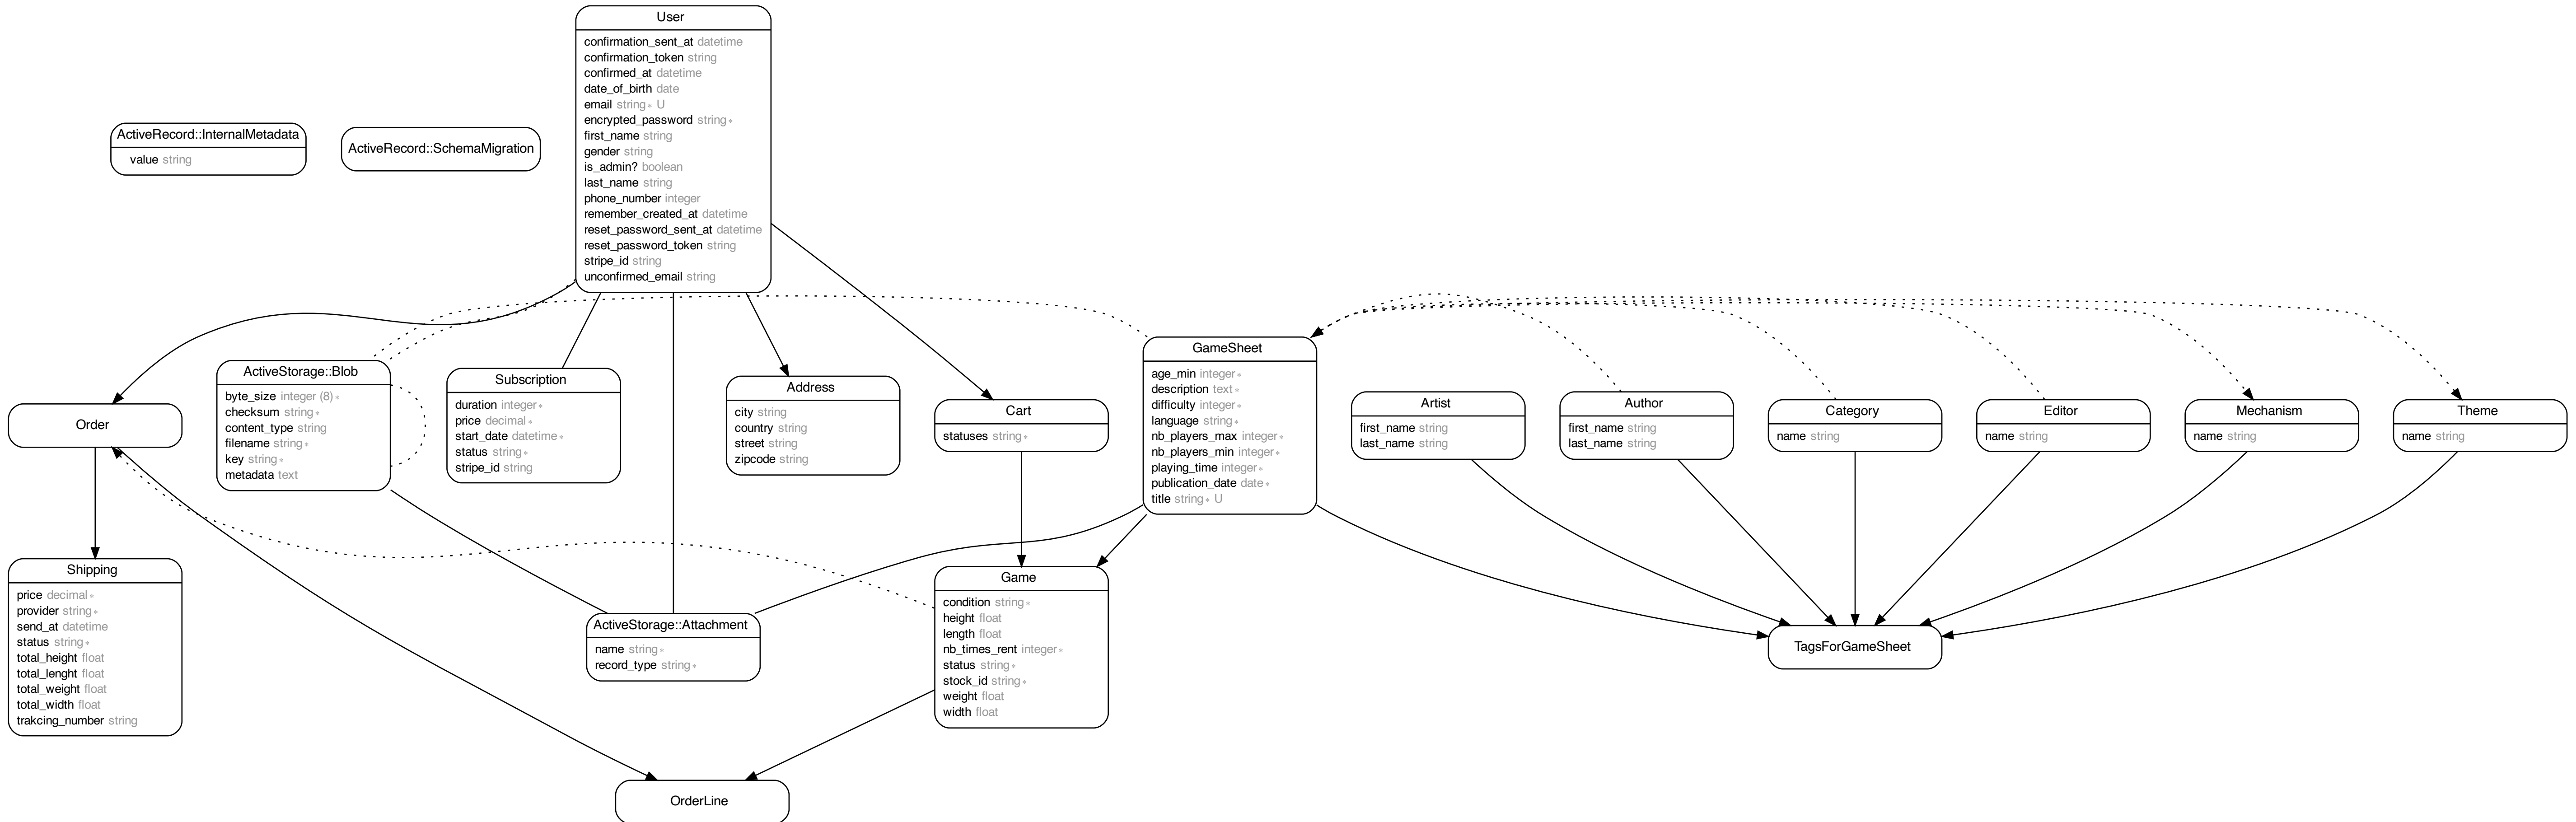 User
confirmation_sent_at datetime
confirmation_token string
confirmed_at datetime
date_of_birth date
email string∗ U
encrypted_password string∗
first_name string
gender string
is_admin? boolean
last_name string
phone_number integer
remember_created_at datetime
reset_password_sent_at datetime
reset_password_token string
stripe_id string
unconfirmed_email string
ActiveRecord::InternalMetadata
value string
ActiveRecord::SchemaMigration
Order
ActiveStorage::Blob
byte_size integer (8)∗
checksum string∗
content_type string
filename string∗
key string∗
metadata text
Subscription
duration integer∗
price decimal∗
start_date datetime∗
status string∗
stripe_id string
Address
city string
country string
street string
zipcode string
Cart
statuses string∗
GameSheet
age_min integer∗
description text∗
difficulty integer∗
language string∗
nb_players_max integer∗
nb_players_min integer∗
playing_time integer∗
publication_date date∗
title string∗ U
Artist
first_name string
last_name string
Author
first_name string
last_name string
Category
name string
Editor
name string
Mechanism
name string
Theme
name string
Shipping
price decimal∗
provider string∗
send_at datetime
status string∗
total_height float
total_lenght float
total_weight float
total_width float
trakcing_number string
ActiveStorage::Attachment
name string∗
record_type string∗
Game
condition string∗
height float
length float
nb_times_rent integer∗
status string∗
stock_id string∗
weight float
width float
TagsForGameSheet
OrderLine